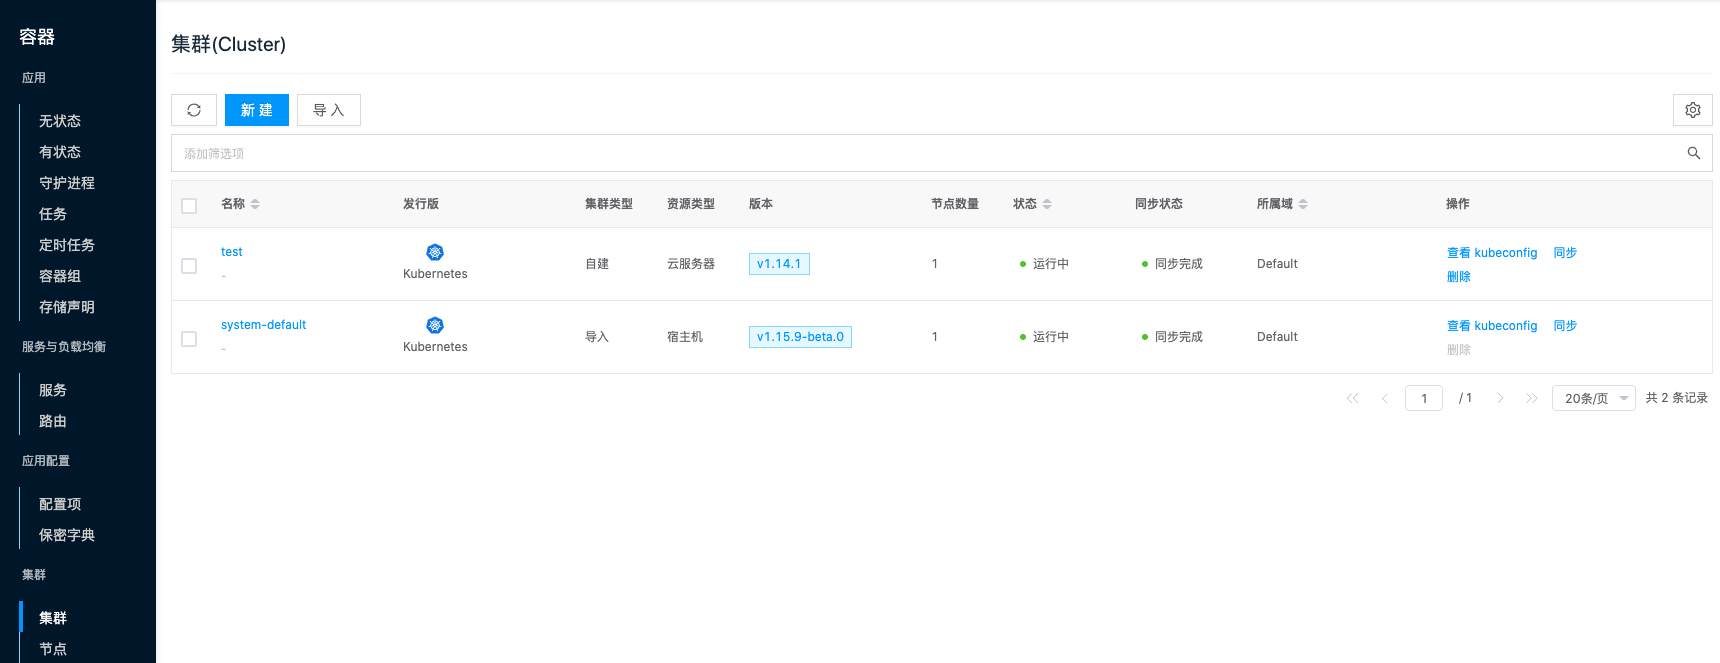 容器
应用
无状态
有状态
守护进程
任务
定时任务
容器组
存储声明
服务与负载均衡
服务
路由
应用配置
配置项
保密字典
集群
集群
节点
集群(Cluster)
新 建 导 入
添加筛选项
名称 发行版 集群类型 资源类型 版本 节点数量 状态 同步状态 所属域 操作
test Kubernetes 自建 云服务器 v1.14.1 1 运行中 同步完成 Default 查看 kubeconfig 同步
- 删除
system-default Kubernetes 导入 宿主机 v1.15.9-beta.0 1 运行中 同步完成 Default 查看 kubeconfig 同步
- 删除
1 / 1 20条/页 共 2 条记录